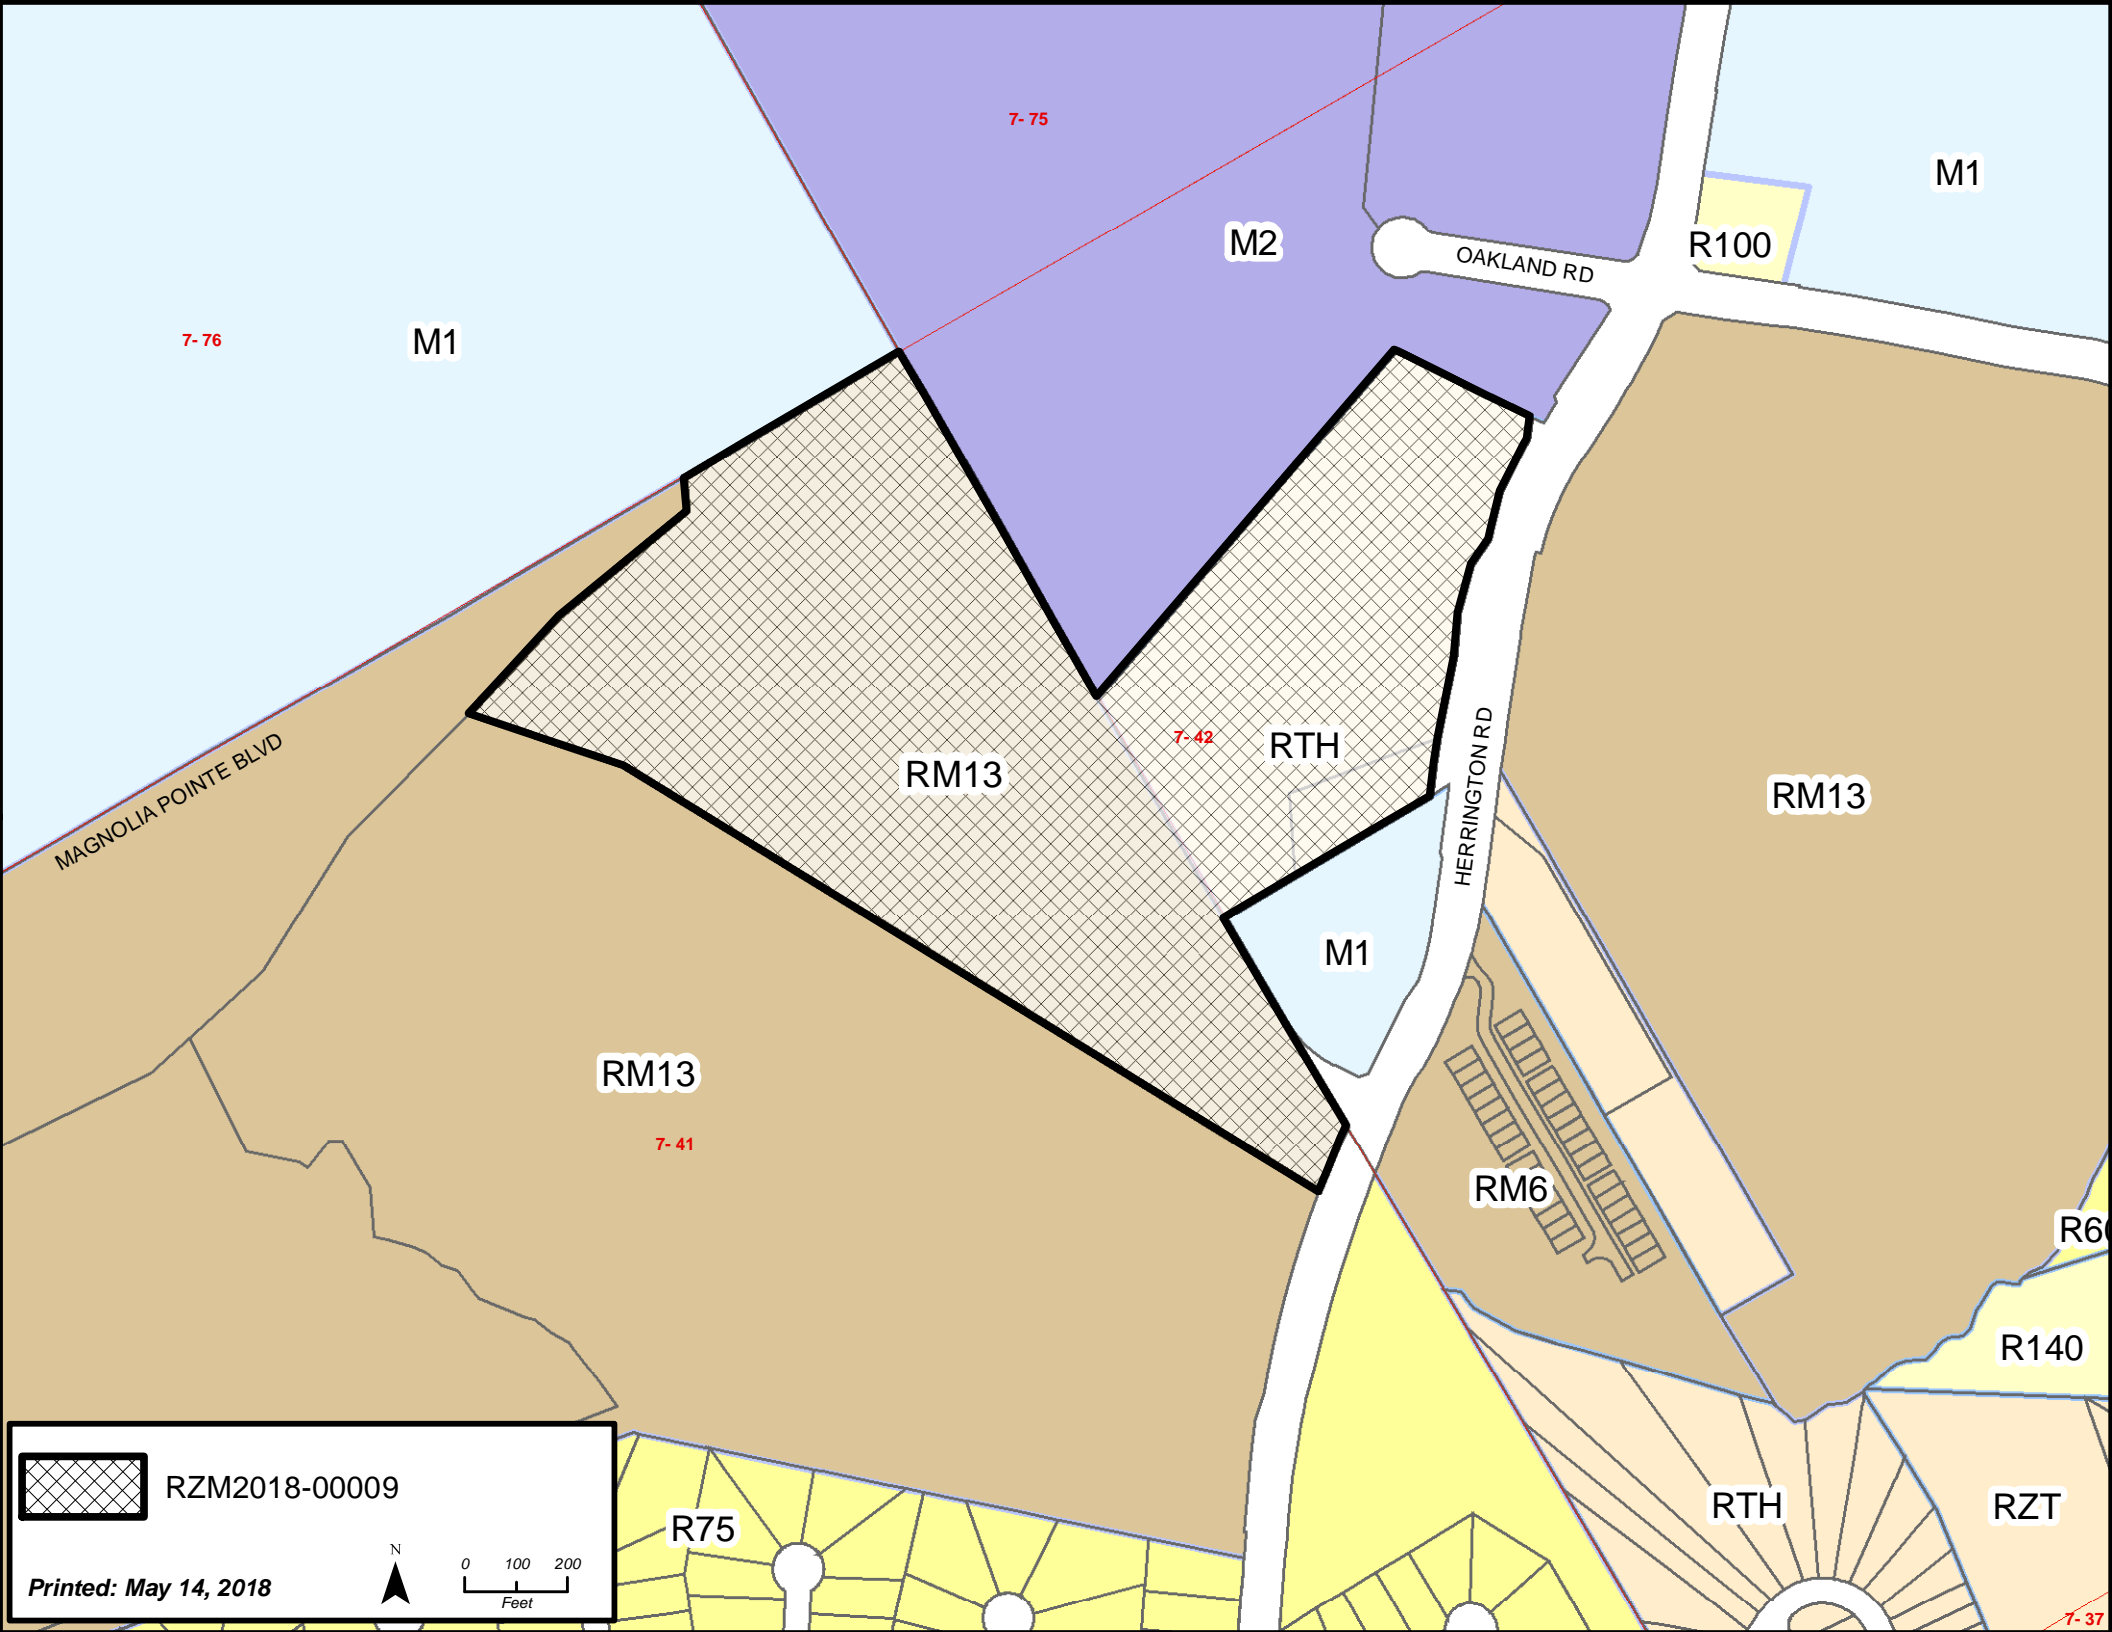 7- 75
M1
M2
R100
OAKLAND RD
7- 76
M1
7- 42
RTH
RM13
RM13
HERRINGTON RD
MAGNOLIA POINTE BLVD
M1
RM13
7- 41
RM6
R140
RTH
RZT
R75
7- 37
RZM2018-00009
N
0 100 200
Feet
Printed: May 14, 2018